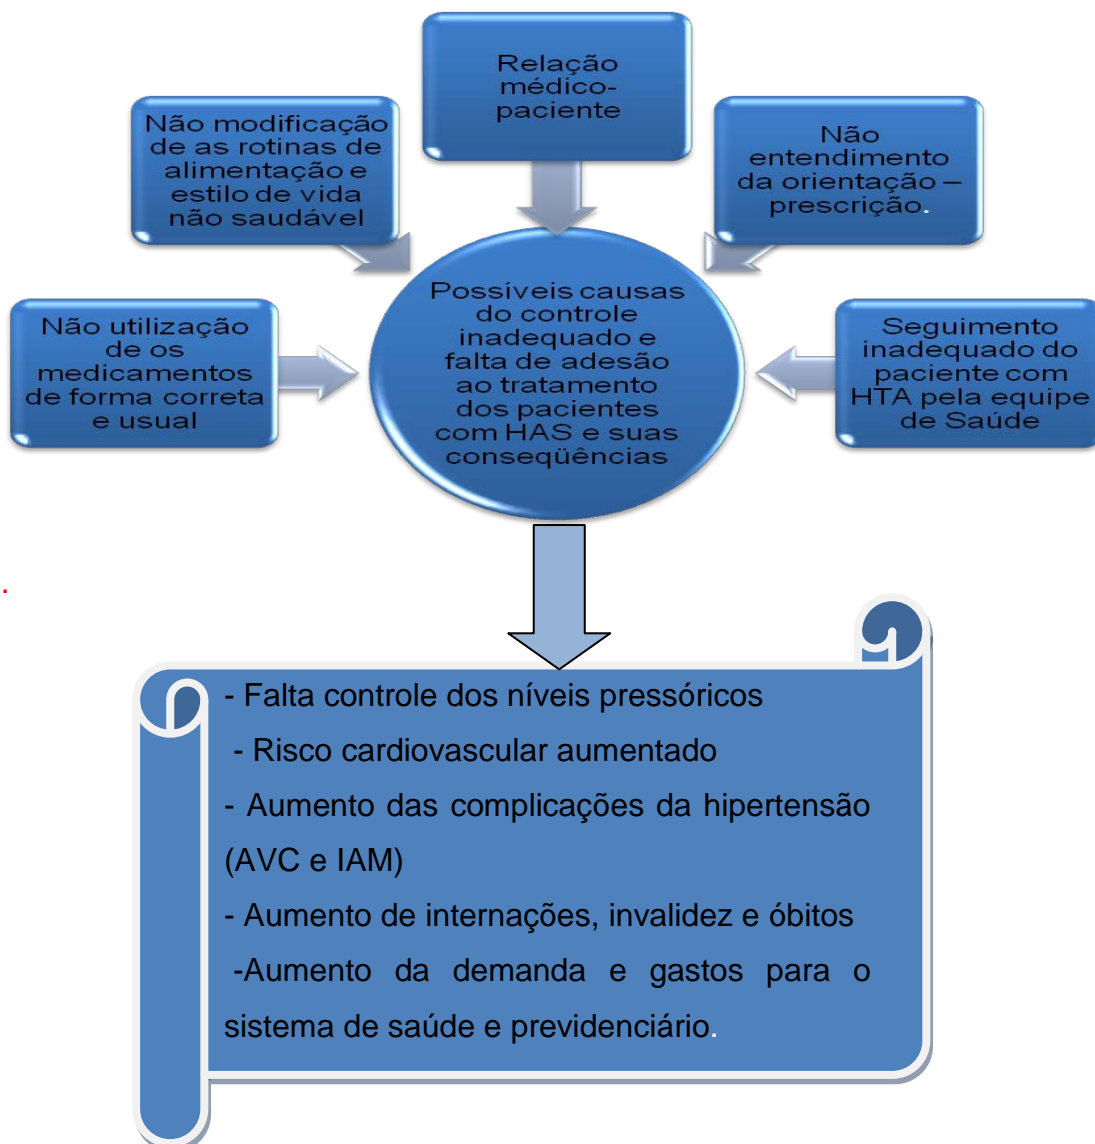 Relação
médico-
paciente
Não modificação
de as rotinas de
alimentação e
estilo de vida
não saudável
Não
entendimento
da orientação –
prescrição.
Não utilização
de os
medicamentos
de forma correta
e usual
Possíveis causas
do controle
inadequado e
falta de adesão
ao tratamento
dos pacientes
com HAS e suas
conseqüências
Seguimento
inadequado do
paciente com
HTA pela equipe
de Saúde
.
- Falta controle dos níveis pressóricos
- Risco cardiovascular aumentado
- Aumento das complicações da hipertensão
(AVC e IAM)
- Aumento de internações, invalidez e óbitos
-Aumento da demanda e gastos para o
sistema de saúde e previdenciário.